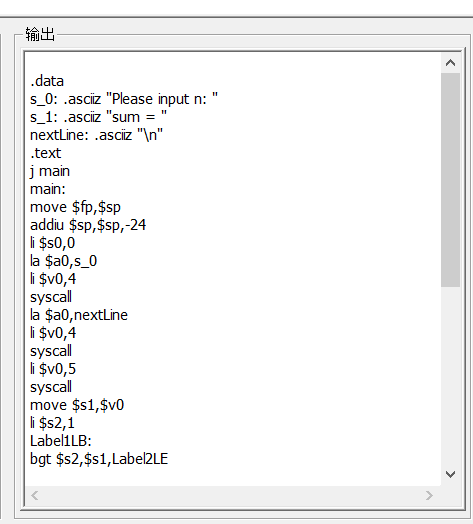 输出
.data
s_0: .asciiz "Please input n: "
s_1: .asciiz "sum = "
nextLine: .asciiz "\n"
.text
j main
main:
move $fp,$sp
addiu $sp,$sp,-24
li $s0,0
la $a0,s_0
li $v0,4
syscall
la $a0,nextLine
li $v0,4
syscall
li $v0,5
syscall
move $s1,$v0
li $s2,1
Label1LB:
bgt $s2,$s1,Label2LE